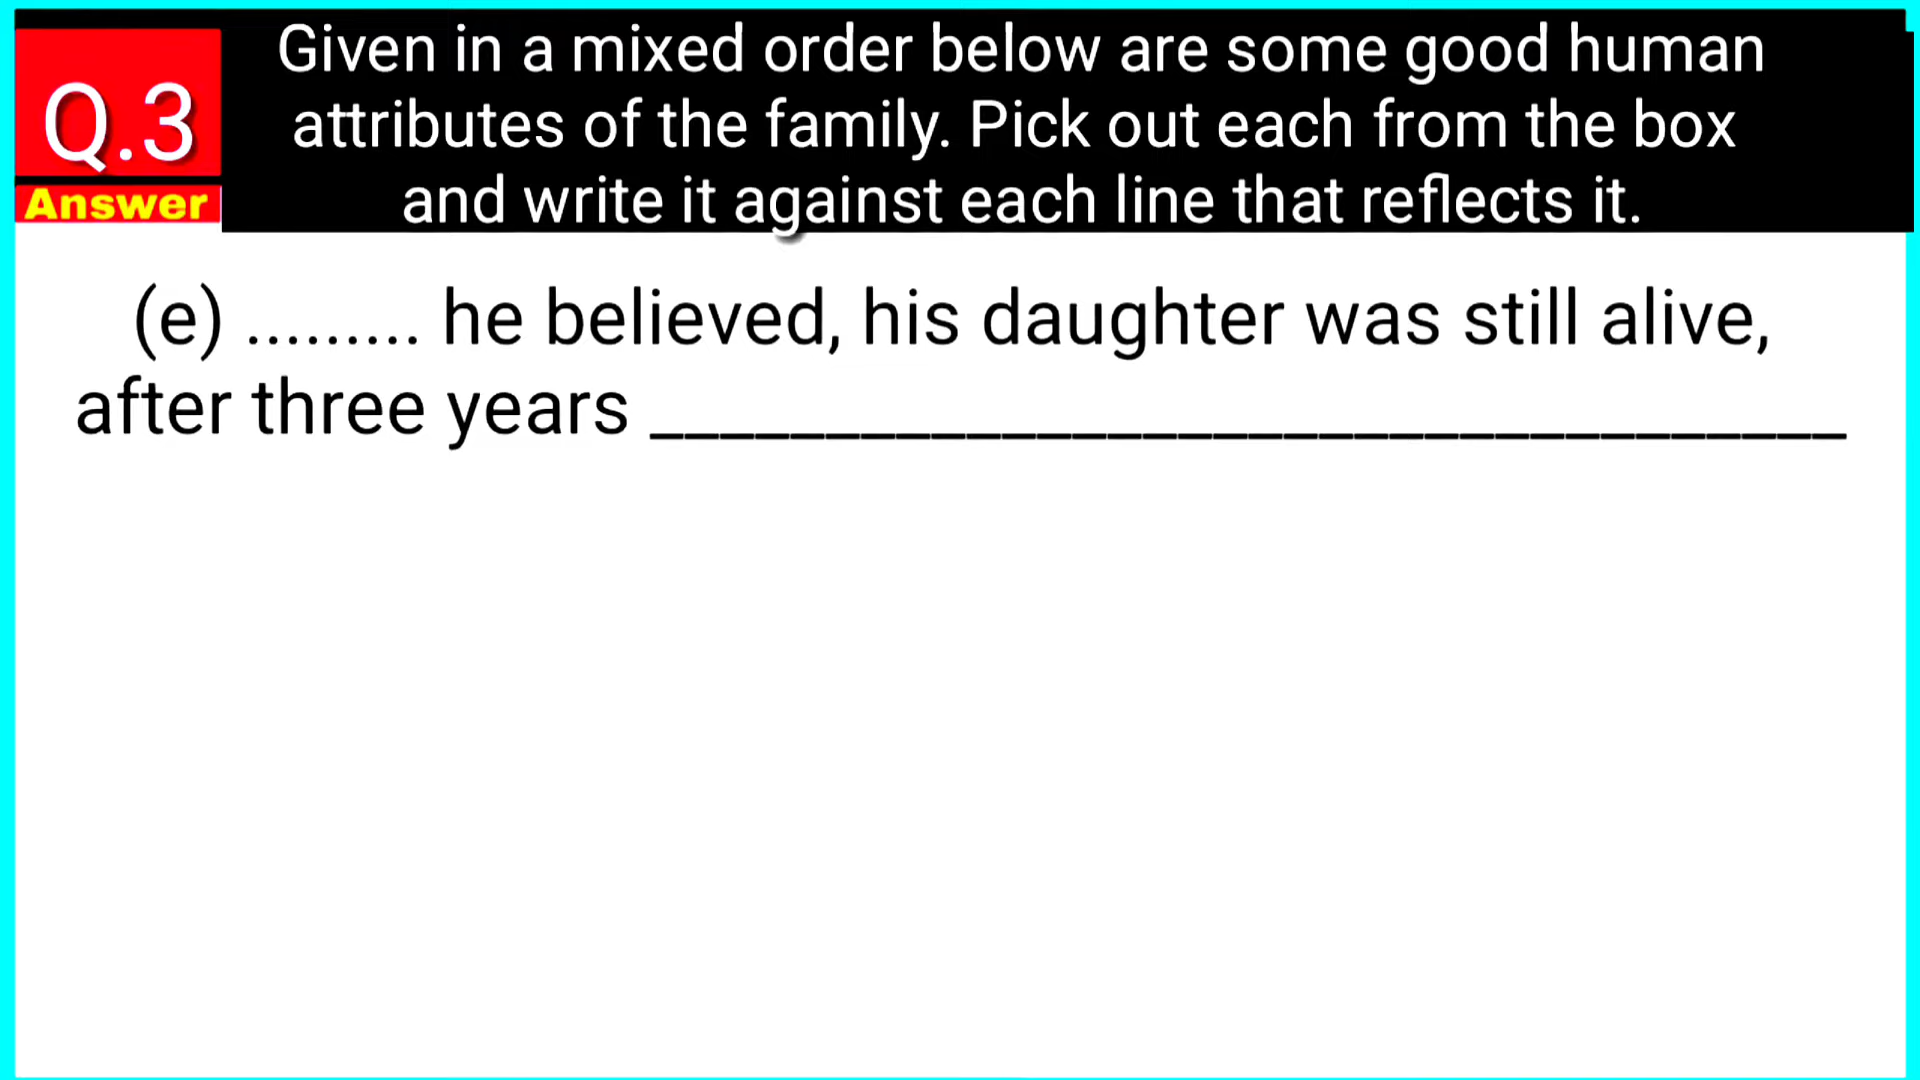 Q.3
Answer
Given in a mixed order below are some good human
attributes of the family. Pick out each from the box
and write it against each line that reflects it.
(e) ......... he believed, his daughter was still alive,
after three years __________________________________